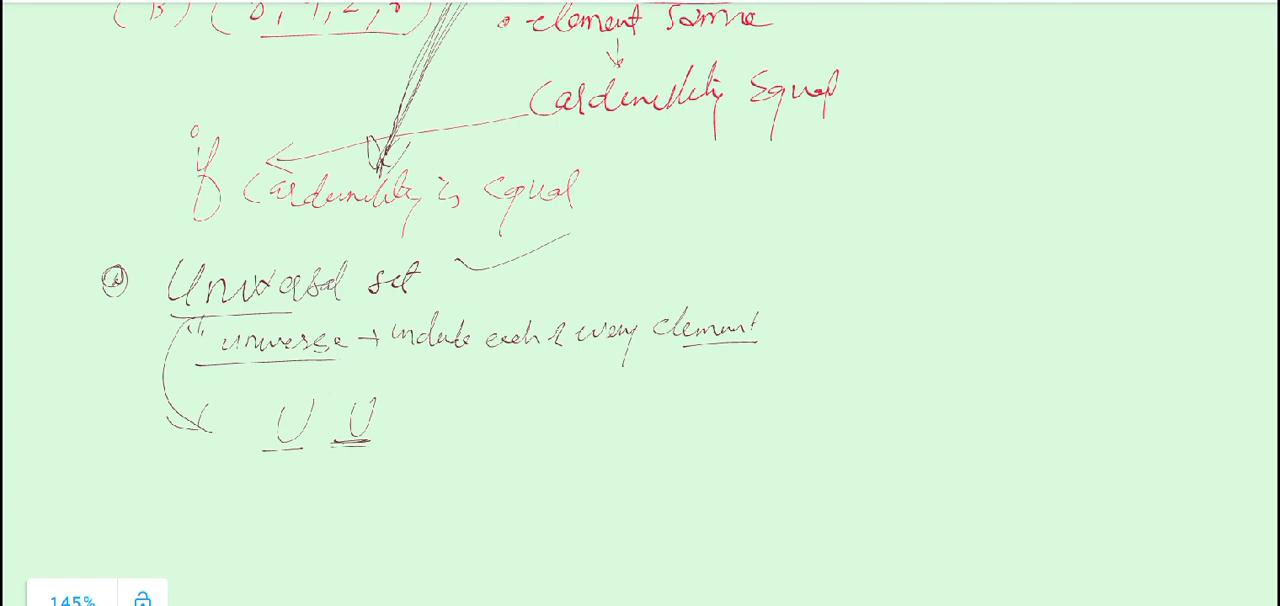 (B) (
• element same
Cardinality Equal
if Cardinality is equal
Universal set
universe → include each & every element
U U
145%